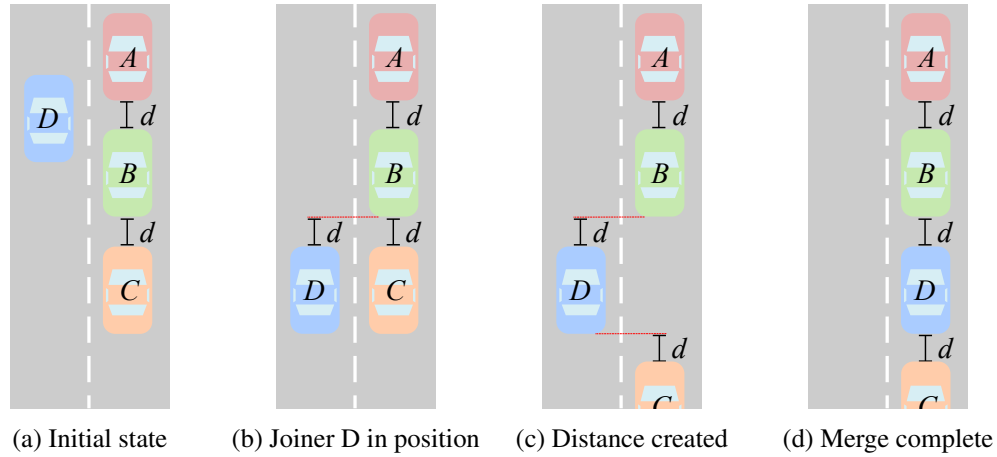 A
d
D
B
d
C
(a) Initial state
A
d
B
d
d
D
C
(b) Joiner D in position
A
d
B
d
D
d
C
(c) Distance created
A
d
B
d
D
d
C
(d) Merge complete